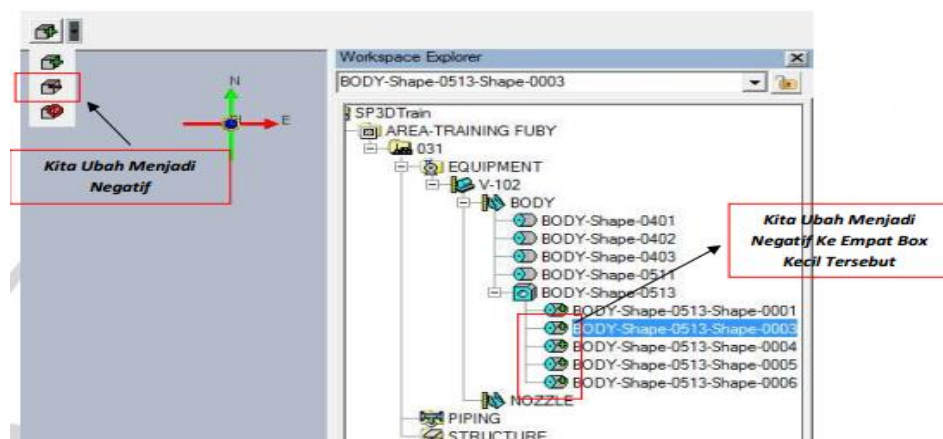 Workspace Explorer
BODY-Shape-0513-Shape-0003
N
E
SP3DTrain
AREA-TRAINING FUBY
031
EQUIPMENT
V-102
BODY
BODY-Shape-0401
BODY-Shape-0402
BODY-Shape-0403
BODY-Shape-0511
BODY-Shape-0513
BODY-Shape-0513-Shape-0001
BODY-Shape-0513-Shape-0003
BODY-Shape-0513-Shape-0004
BODY-Shape-0513-Shape-0005
BODY-Shape-0513-Shape-0006
NOZZLE
PIPING
STRUCTURE
Kita Ubah Menjadi
Negatif
Kita Ubah Menjadi
Negatif Ke Empat Box
Kecil Tersebut